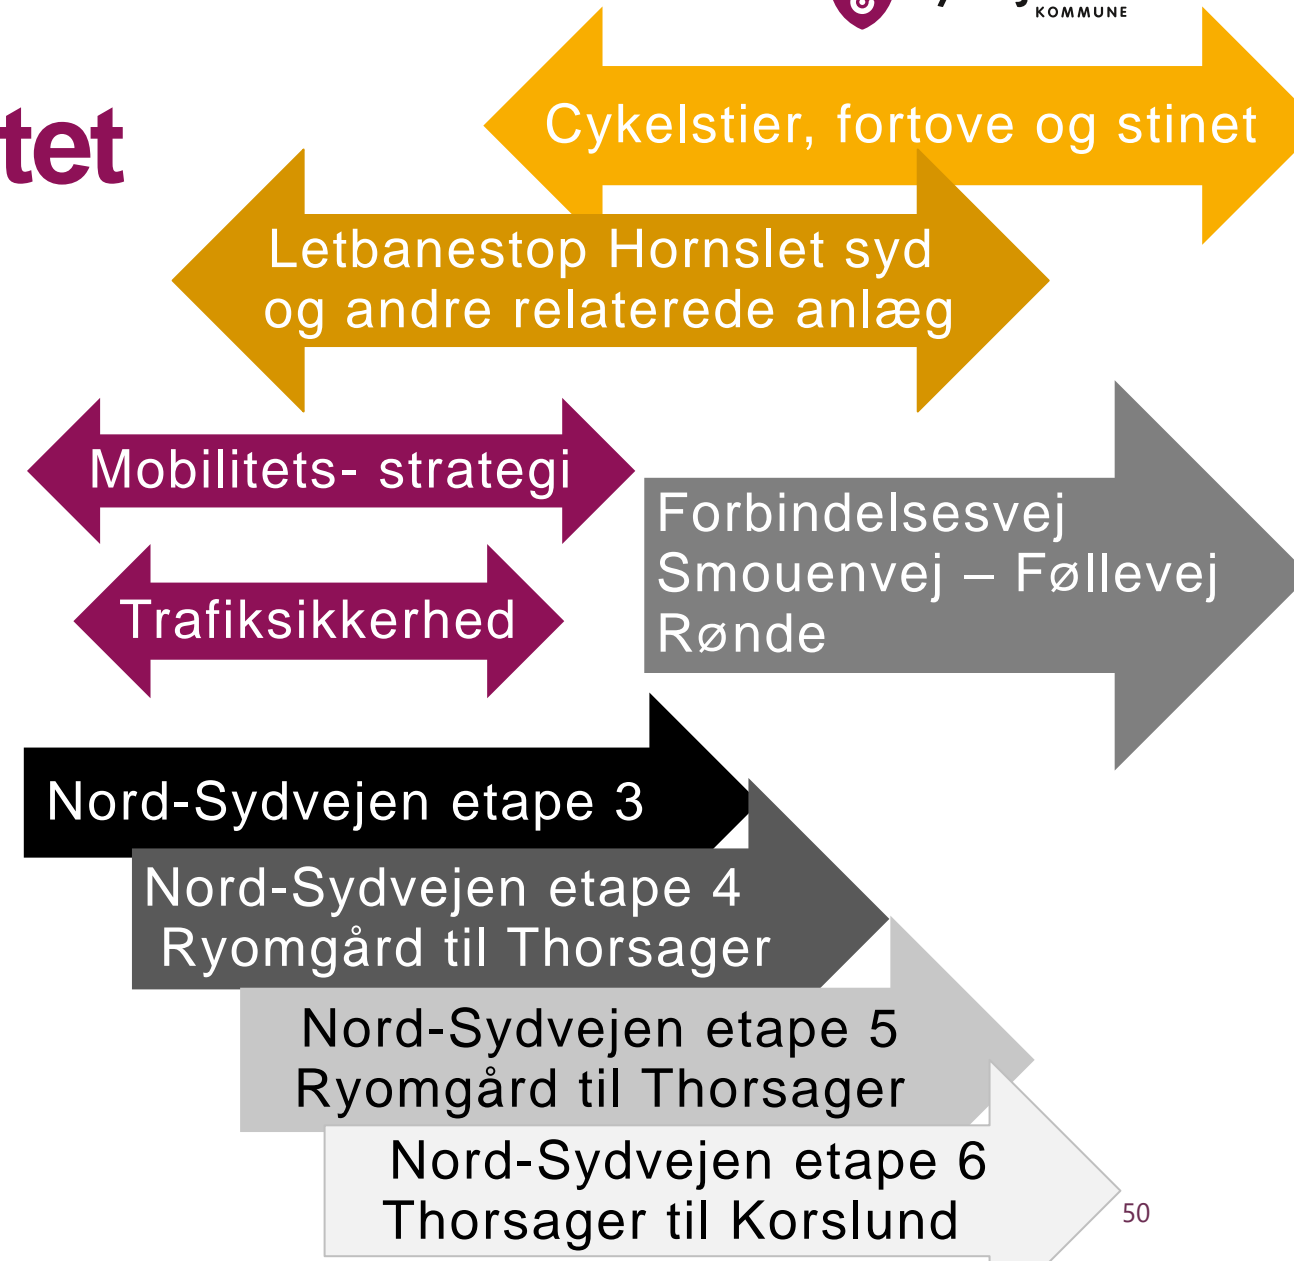 KOMMUNE
tet
Cykelstier, fortove og stinet
Letbanestop Hornslet syd
og andre relaterede anlæg
Mobilitets- strategi
Forbindelsesvej
Smouenvej – Føllevej
Rønde
Trafiksikkerhed
Nord-Sydvejen etape 3
Nord-Sydvejen etape 4
Ryomgård til Thorsager
Nord-Sydvejen etape 5
Ryomgård til Thorsager
Nord-Sydvejen etape 6
Thorsager til Korslund
50